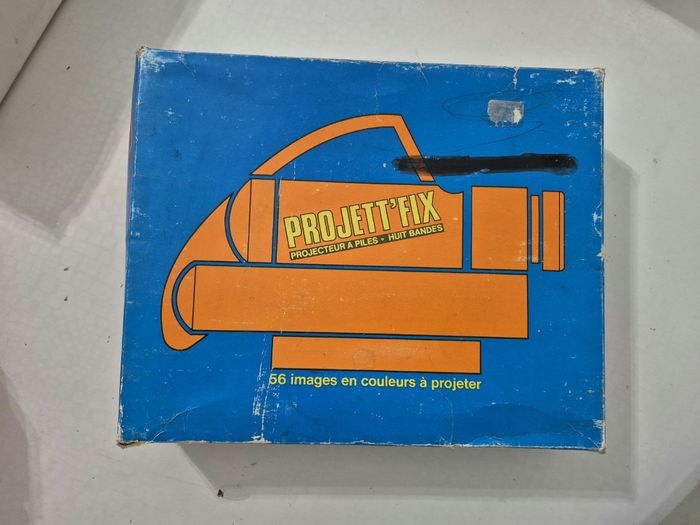 PROJETT'FIX
PROJECTEUR A PILES • HUIT BANDES
56 images en couleurs à projeter